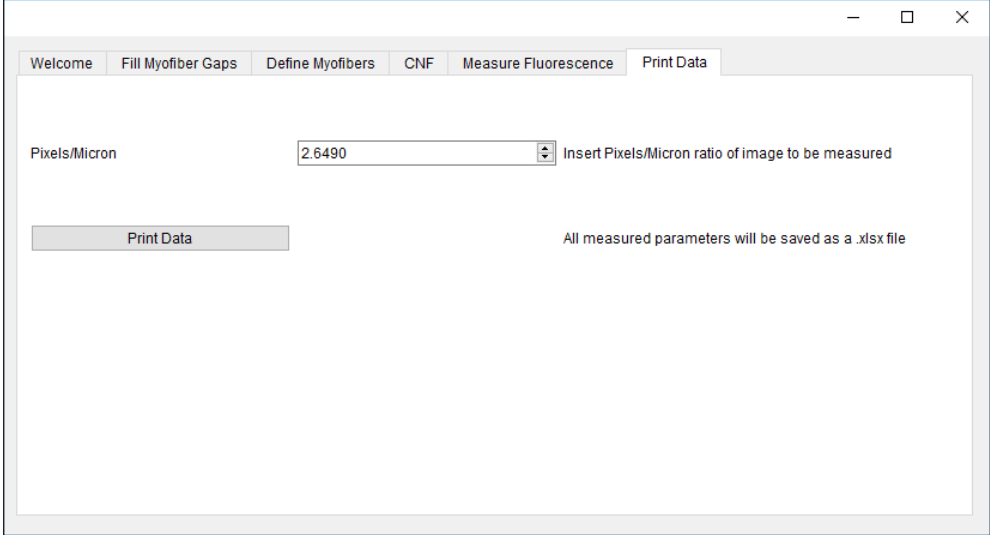 Welcome Fill Myofiber Gaps Define Myofibers CNF Measure Fluorescence Print Data
Pixels/Micron 2.6490 Insert Pixels/Micron ratio of image to be measured
Print Data All measured parameters will be saved as a .xlsx file